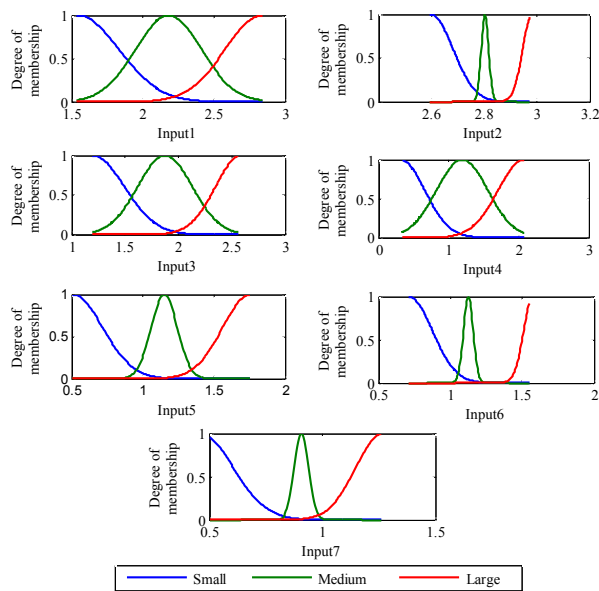 1
0.5
0
1.5
2
2.5
3
Input1
Degree of
membership
1
0.5
0
2.6
2.8
3
3.2
Input2
Degree of
membership
1
0.5
0
1
1.5
2
2.5
3
Input3
Degree of
membership
1
0.5
0
0
1
2
3
Input4
Degree of
membership
1
0.5
0
0.5
1
1.5
2
Input5
Degree of
membership
1
0.5
0
0.5
1
1.5
2
Input6
Degree of
membership
1
0.5
0
0.5
1
1.5
Input7
Degree of
membership
Small
Medium
Large